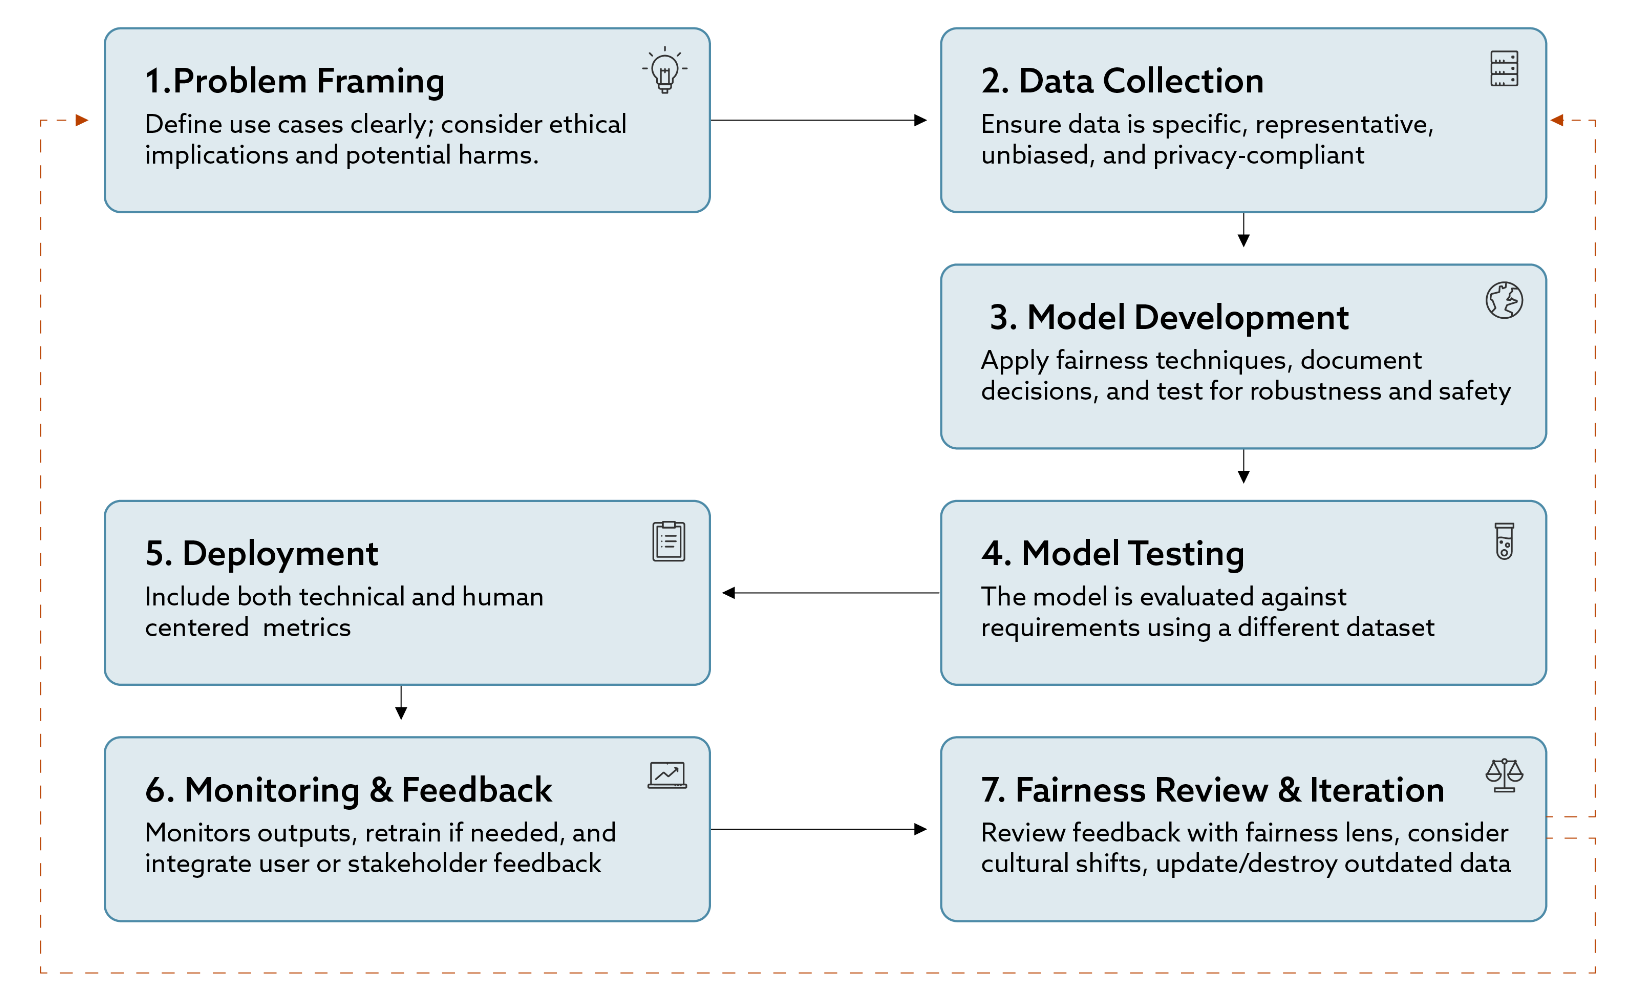 1.Problem Framing
Define use cases clearly; consider ethical
implications and potential harms.
2. Data Collection
Ensure data is specific, representative,
unbiased, and privacy-compliant
3. Model Development
Apply fairness techniques, document
decisions, and test for robustness and safety
4. Model Testing
The model is evaluated against
requirements using a different dataset
5. Deployment
Include both technical and human
centered  metrics
6. Monitoring & Feedback
Monitors outputs, retrain if needed, and
integrate user or stakeholder feedback
7. Fairness Review & Iteration
Review feedback with fairness lens, consider
cultural shifts, update/destroy outdated data